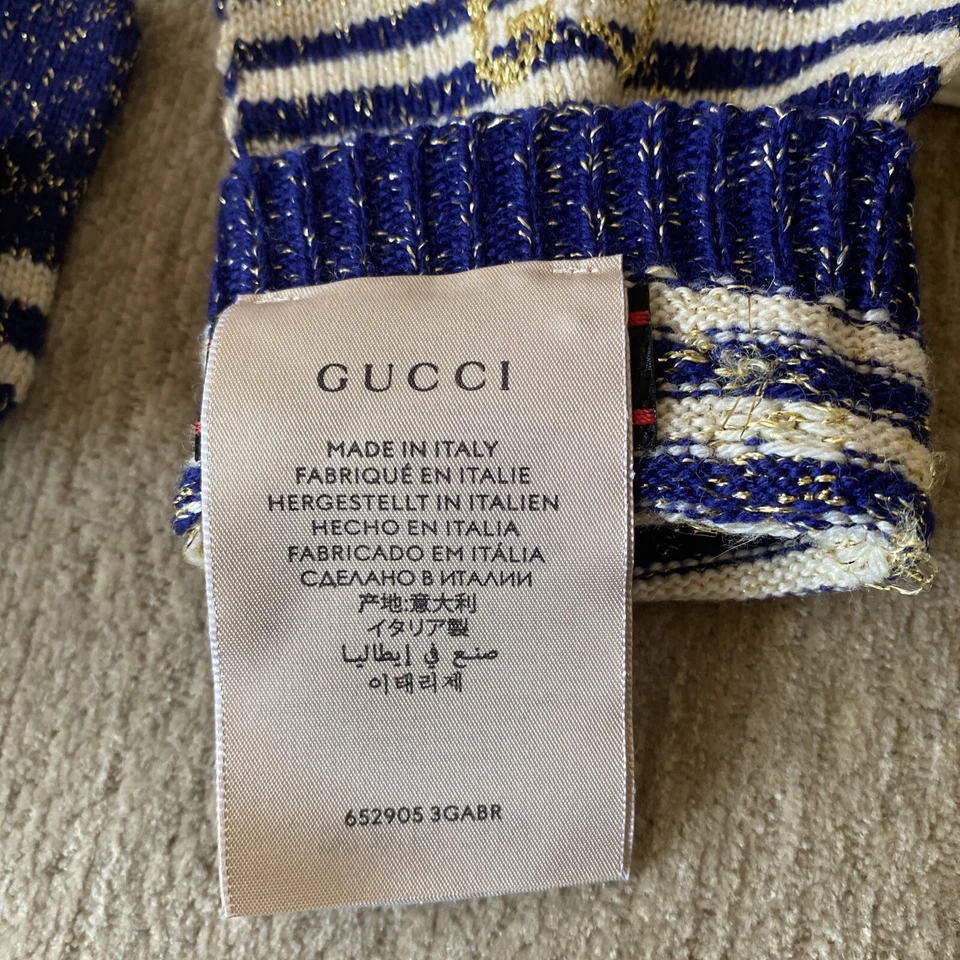 GUCCI
MADE IN ITALY
FABRIQUÉ EN ITALIE
HERGESTELLT IN ITALIEN
HECHO EN ITALIA
FABRICADO EM ITÁLIA
СДЕЛАНО В ИТАЛИИ
产地:意大利
イタリア製
صنع في إيطاليا
이태리제
652905 3GABR